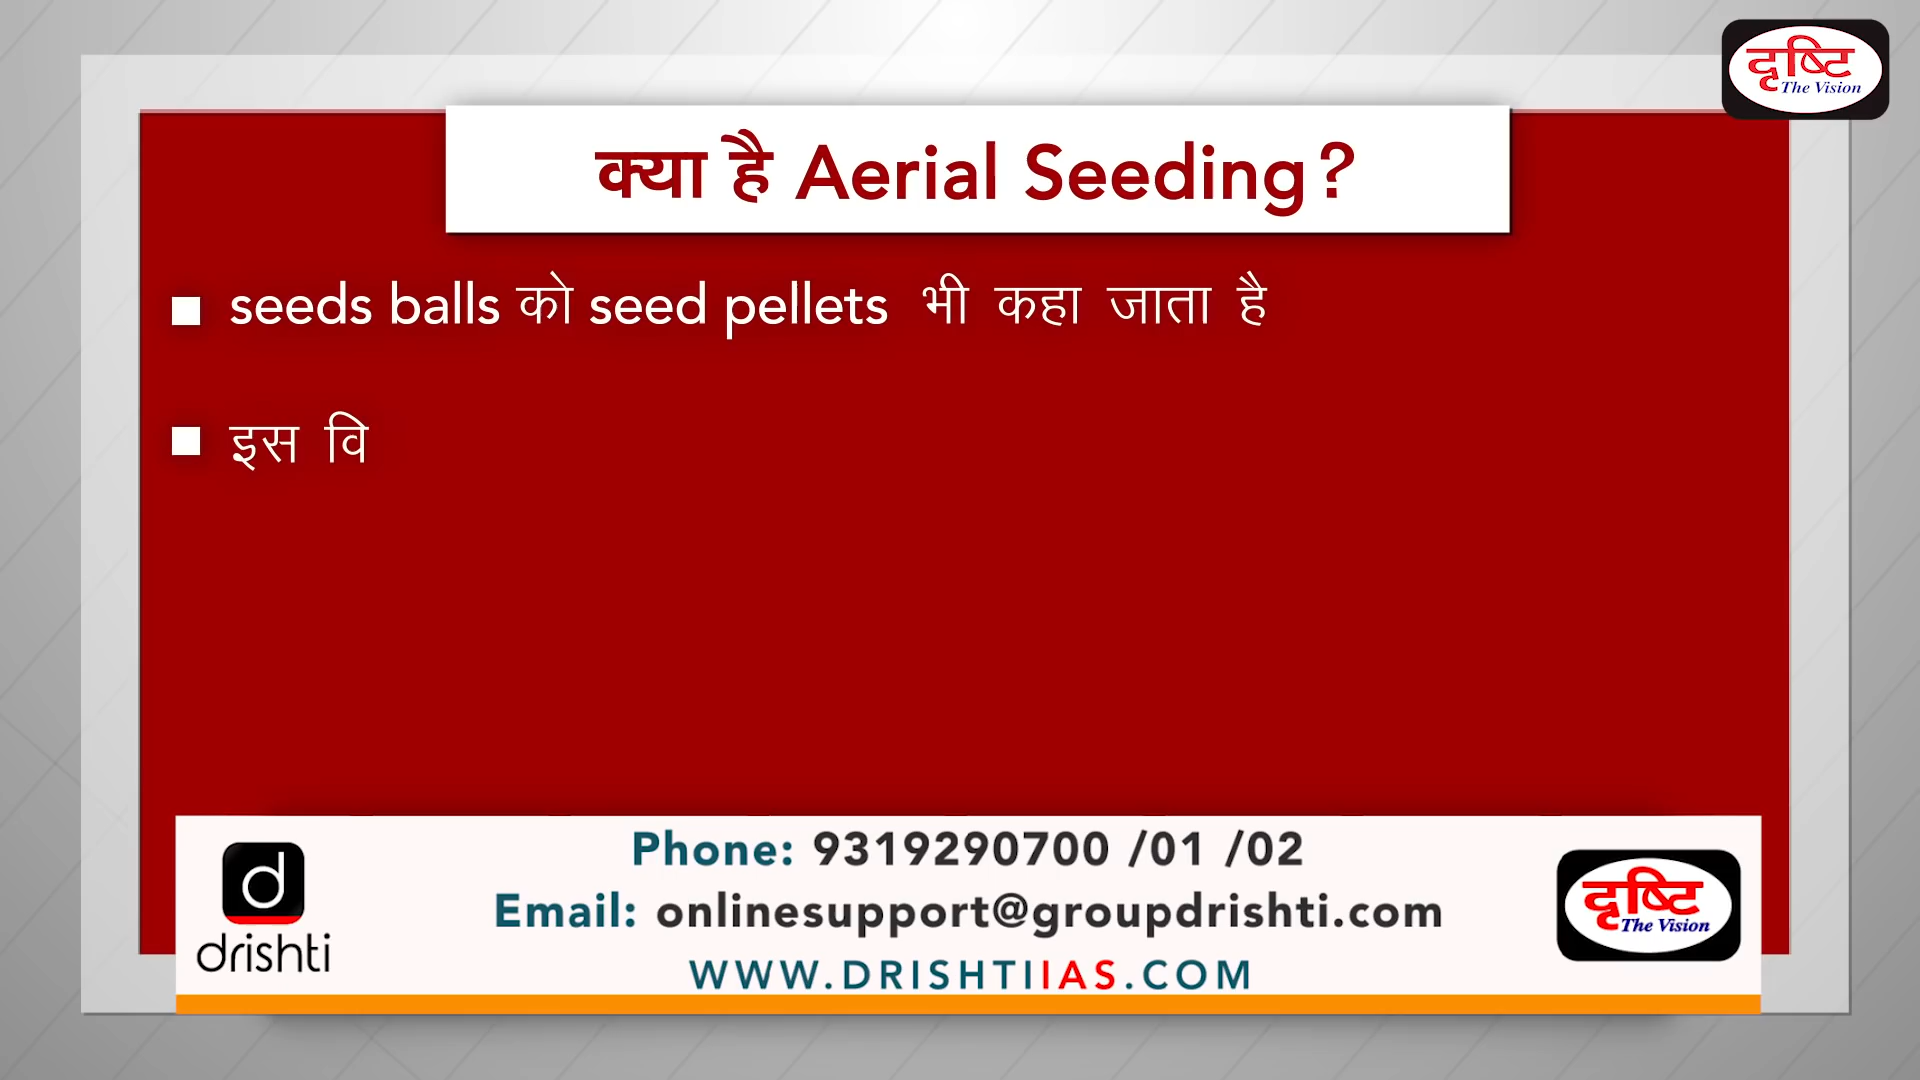 दृष्टि
The Vision
क्या है Aerial Seeding?
seeds balls को seed pellets भी कहा जाता है
इस वि
Phone: 9319290700 /01 /02
Email: onlinesupport@groupdrishti.com
WWW.DRISHTIIAS.COM
d
drishti
दृष्टि
The Vision